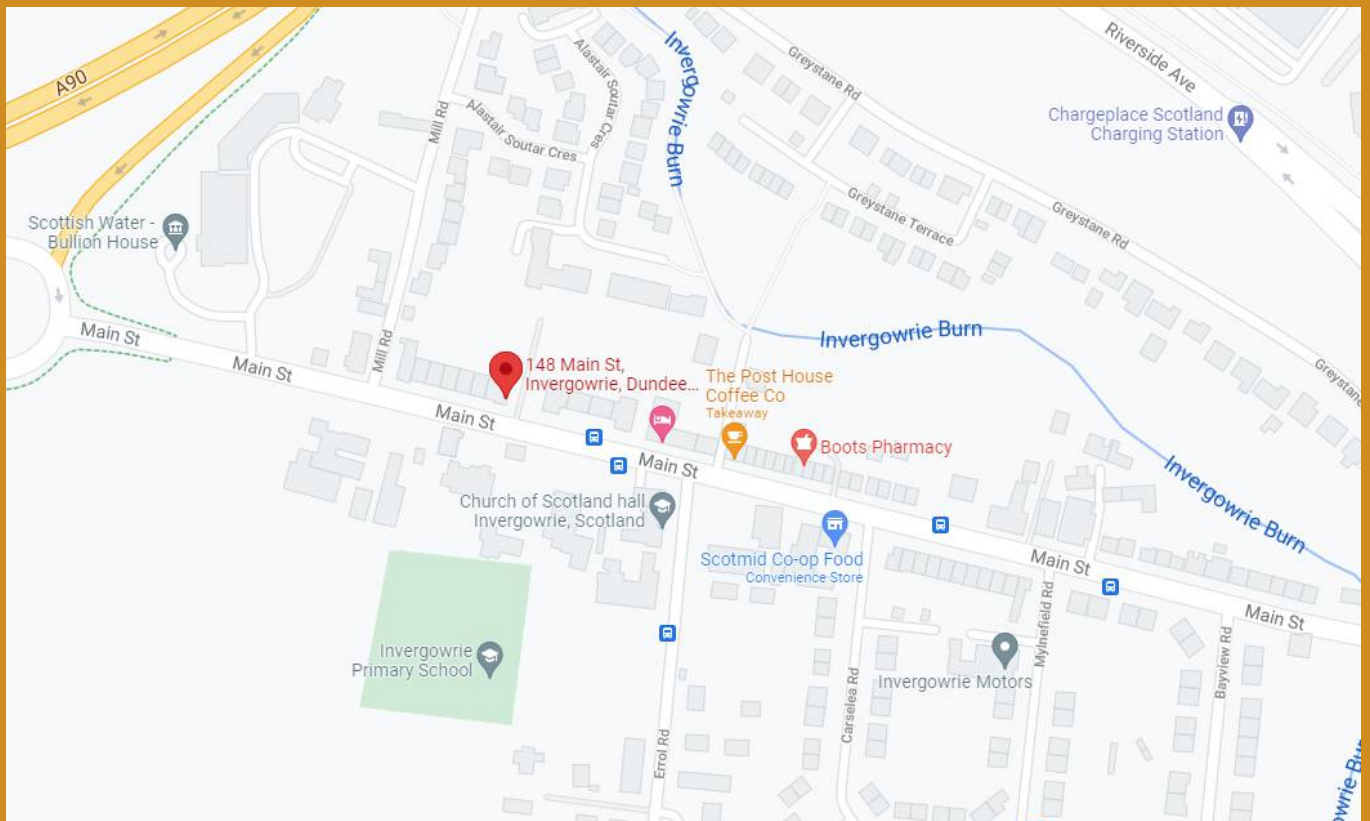 A90
Mill Rd
Alastair Soutar Cres
Alastair Soutar Cres
Invergowrie Burn
Greystane Rd
Riverside Ave
Chargeplace Scotland
Charging Station
Scottish Water -
Bullion House
Greystane Terrace
Greystane Rd
Main St
Main St
Mill Rd
148 Main St,
Invergowrie, Dundee...
The Post House
Coffee Co
Takeaway
Invergowrie Burn
Greystane
Main St
Main St
Boots Pharmacy
Church of Scotland hall
Invergowrie, Scotland
Invergowrie Burn
Scotmid Co-op Food
Convenience Store
Main St
Main St
Invergowrie
Primary School
Invergowrie Motors
Mylnefield Rd
Bayview Rd
Carselea Rd
Errol Rd